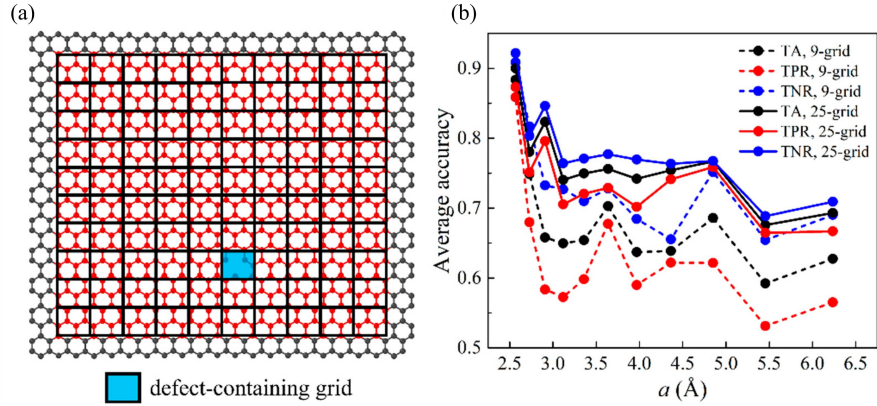 (a)
defect-containing grid
(b)
Average accuracy
0.9
0.8
0.7
0.6
0.5
TA, 9-grid
TPR, 9-grid
TNR, 9-grid
TA, 25-grid
TPR, 25-grid
TNR, 25-grid
2.5 3.0 3.5 4.0 4.5 5.0 5.5 6.0 6.5
a (Å)